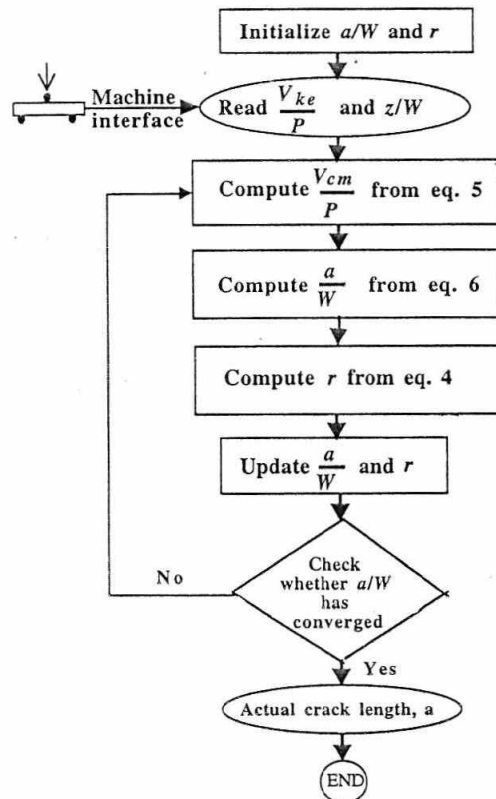 Initialize a/W and r
Machine
interface
Read V_ke/P and z/W
Compute V_cm/P from eq. 5
Compute a/W from eq. 6
Compute r from eq. 4
Update a/W and r
Check
whether a/W
has
converged
No
Yes
Actual crack length, a
END